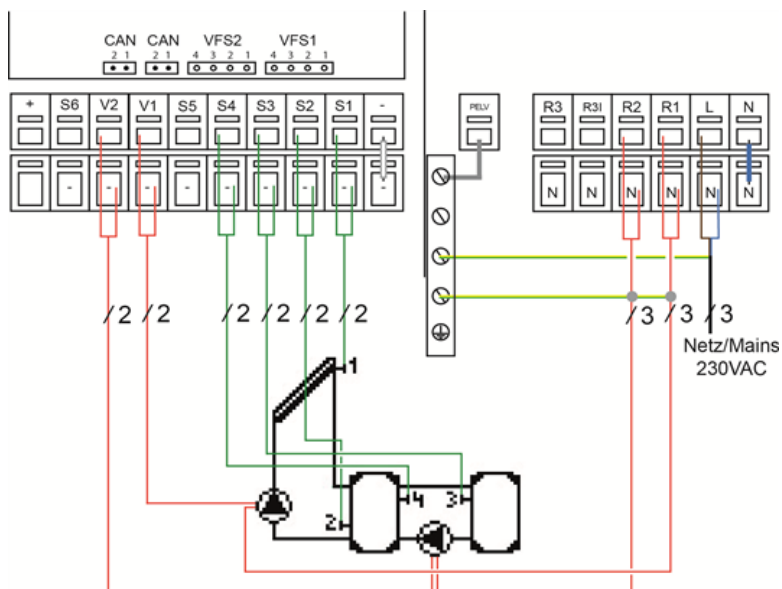 CAN CAN VFS2 VFS1
2 1 2 1 4 3 2 1 4 3 2 1
+ S6 V2 V1 S5 S4 S3 S2 S1 - PELV R3 R3I R2 R1 L N
- - - - - - - - - N N N N N N
/2 /2 /2 /2 /2 /2 /3 /3 /3
Netz/Mains
230VAC
1
4 3
2